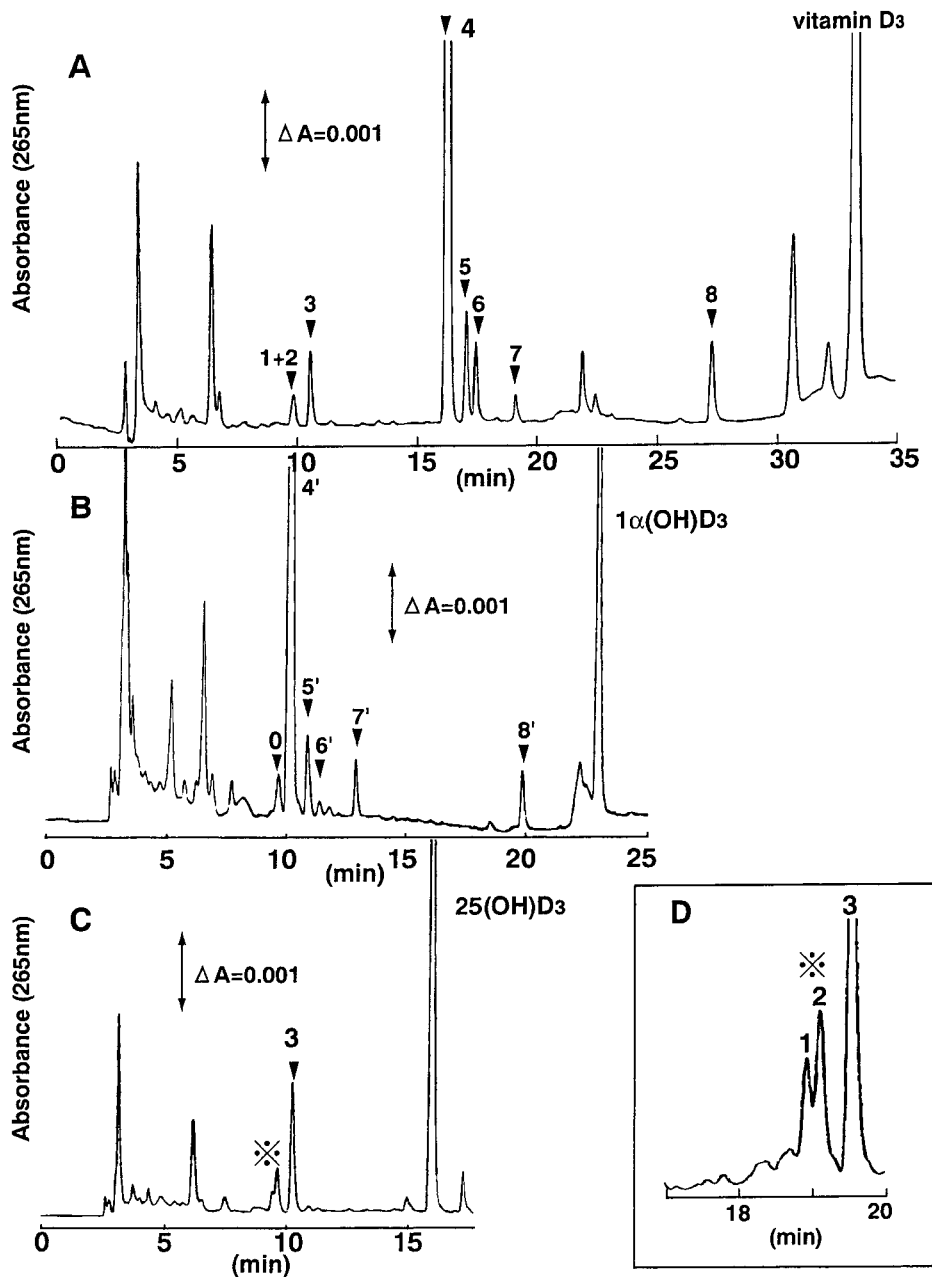 A
Absorbance (265nm)
Δ A=0.001
1+2
3
4
5
6
7
8
vitamin D3
0 5 10 15 20 25 30 35
(min)
B
Absorbance (265nm)
Δ A=0.001
0
4'
5'
6'
7'
8'
1α(OH)D3
0 5 10 15 20 25
(min)
C
Absorbance (265nm)
Δ A=0.001
※
3
25(OH)D3
0 5 10 15
(min)
D
※
1
2
3
18 20
(min)